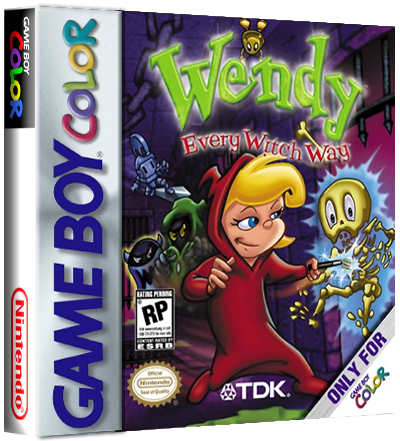 GAME BOY
COLOR
Nintendo
GAME BOY COLOR
Wendy
Every Witch Way
RATING PENDING
RP
CONTENT RATED BY
ESRB
Official
Nintendo
Seal of Quality
TDK
ONLY FOR
GAME BOY
COLOR